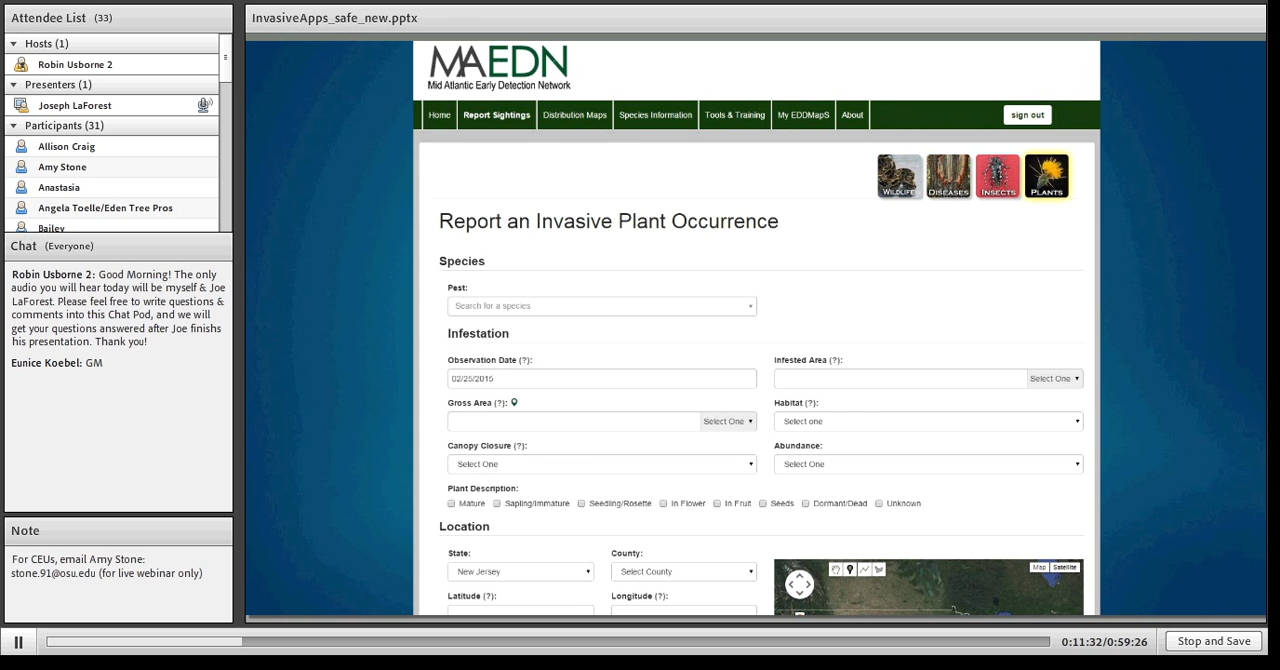 Attendee List (33)
Hosts (1)
Robin Usborne 2
Presenters (1)
Joseph LaForest
Participants (31)
Allison Craig
Amy Stone
Anastasia
Angela Toelle/Eden Tree Pros
Bailey
Chat (Everyone)
Robin Usborne 2: Good Morning! The only
audio you will hear today will be myself & Joe
LaForest. Please feel free to write questions &
comments into this Chat Pod, and we will
get your questions answered after Joe finishs
his presentation. Thank you!
Eunice Koebel: GM
Note
For CEUs, email Amy Stone:
stone.91@osu.edu (for live webinar only)
InvasiveApps_safe_new.pptx
MAEDN
Mid Atlantic Early Detection Network
Home Report Sightings Distribution Maps Species Information Tools & Training My EDDMapS About sign out
WILDLIFE DISEASES INSECTS PLANTS
Report an Invasive Plant Occurrence
Species
Pest:
Search for a species
Infestation
Observation Date (?): Infested Area (?):
02/25/2015 Select One
Gross Area (?): Habitat (?):
Select One Select one
Canopy Closure (?): Abundance:
Select One Select One
Plant Description:
Mature Sapling/Immature Seedling/Rosette In Flower In Fruit Seeds Dormant/Dead Unknown
Location
State: County:
New Jersey Select County
Map Satellite
Latitude (?): Longitude (?):
0:11:32/0:59:26 Stop and Save